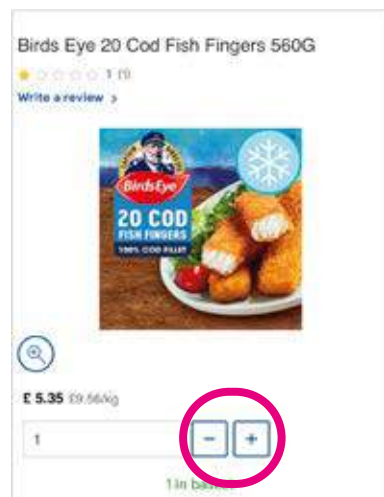 Birds Eye 20 Cod Fish Fingers 560G
1 (1)
Write a review >
Birds Eye
20 COD
FISH FINGERS
100% COD FILLET
£ 5.35 £9.56/kg
1 - +
1 in